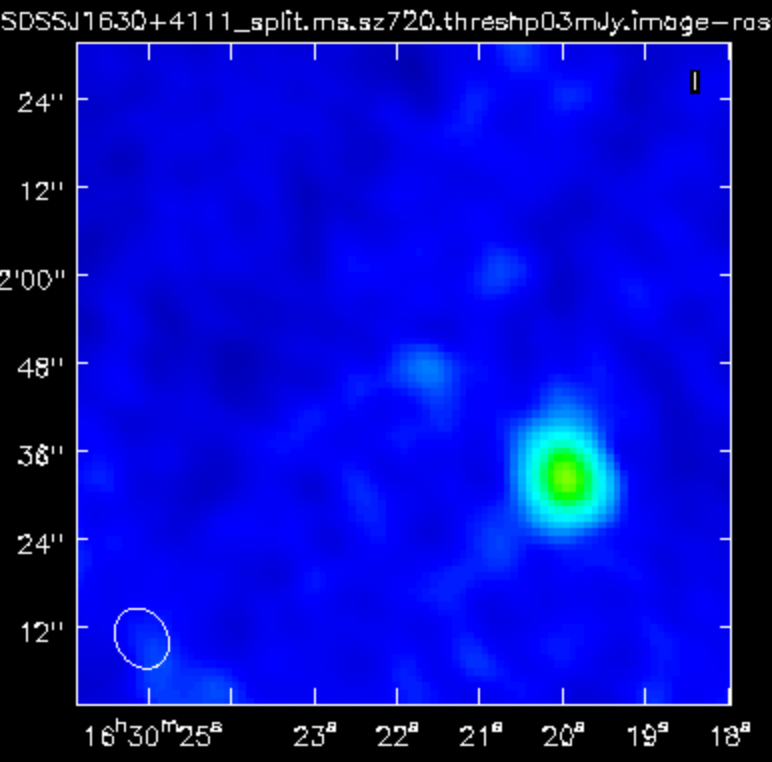 SDSSJ1630+4111_split.ms.sz720.threshp03mJy.image-ras
I
24"
12"
2'00"
48"
36"
24"
12"
16ʰ30ᵐ25ˢ 23ˢ 22ˢ 21ˢ 20ˢ 19ˢ 18ˢ